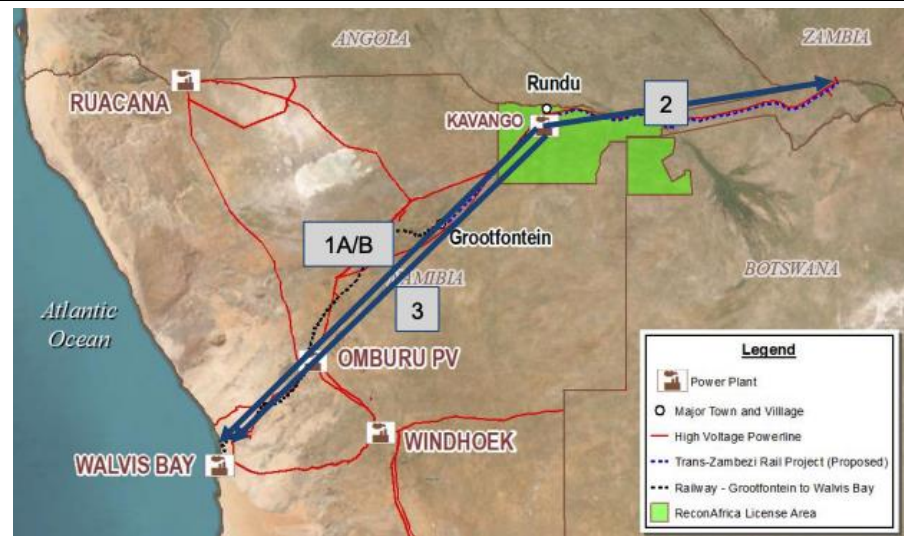 ANGOLA
ZAMBIA
RUACANA
Rundu
KAVANGO
2
1A/B
Grootfontein
NAMIBIA
BOTSWANA
3
Atlantic
Ocean
OMBURU PV
WINDHOEK
WALVIS BAY
Legend
Power Plant
Major Town and Village
High Voltage Powerline
Trans-Zambezi Rail Project (Proposed)
Railway - Grootfontein to Walvis Bay
ReconAfrica License Area